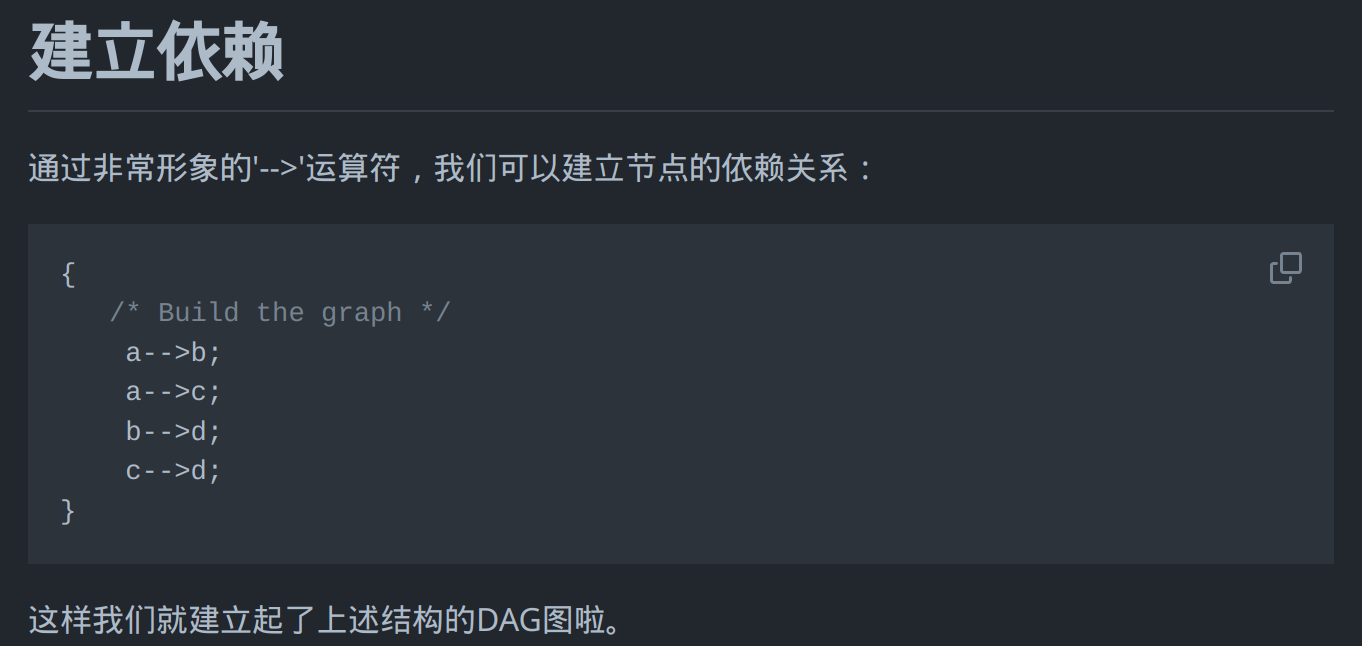 建立依赖
通过非常形象的'-->'运算符，我们可以建立节点的依赖关系：
{
   /* Build the graph */
    a-->b;
    a-->c;
    b-->d;
    c-->d;
}
这样我们就建立起了上述结构的DAG图啦。